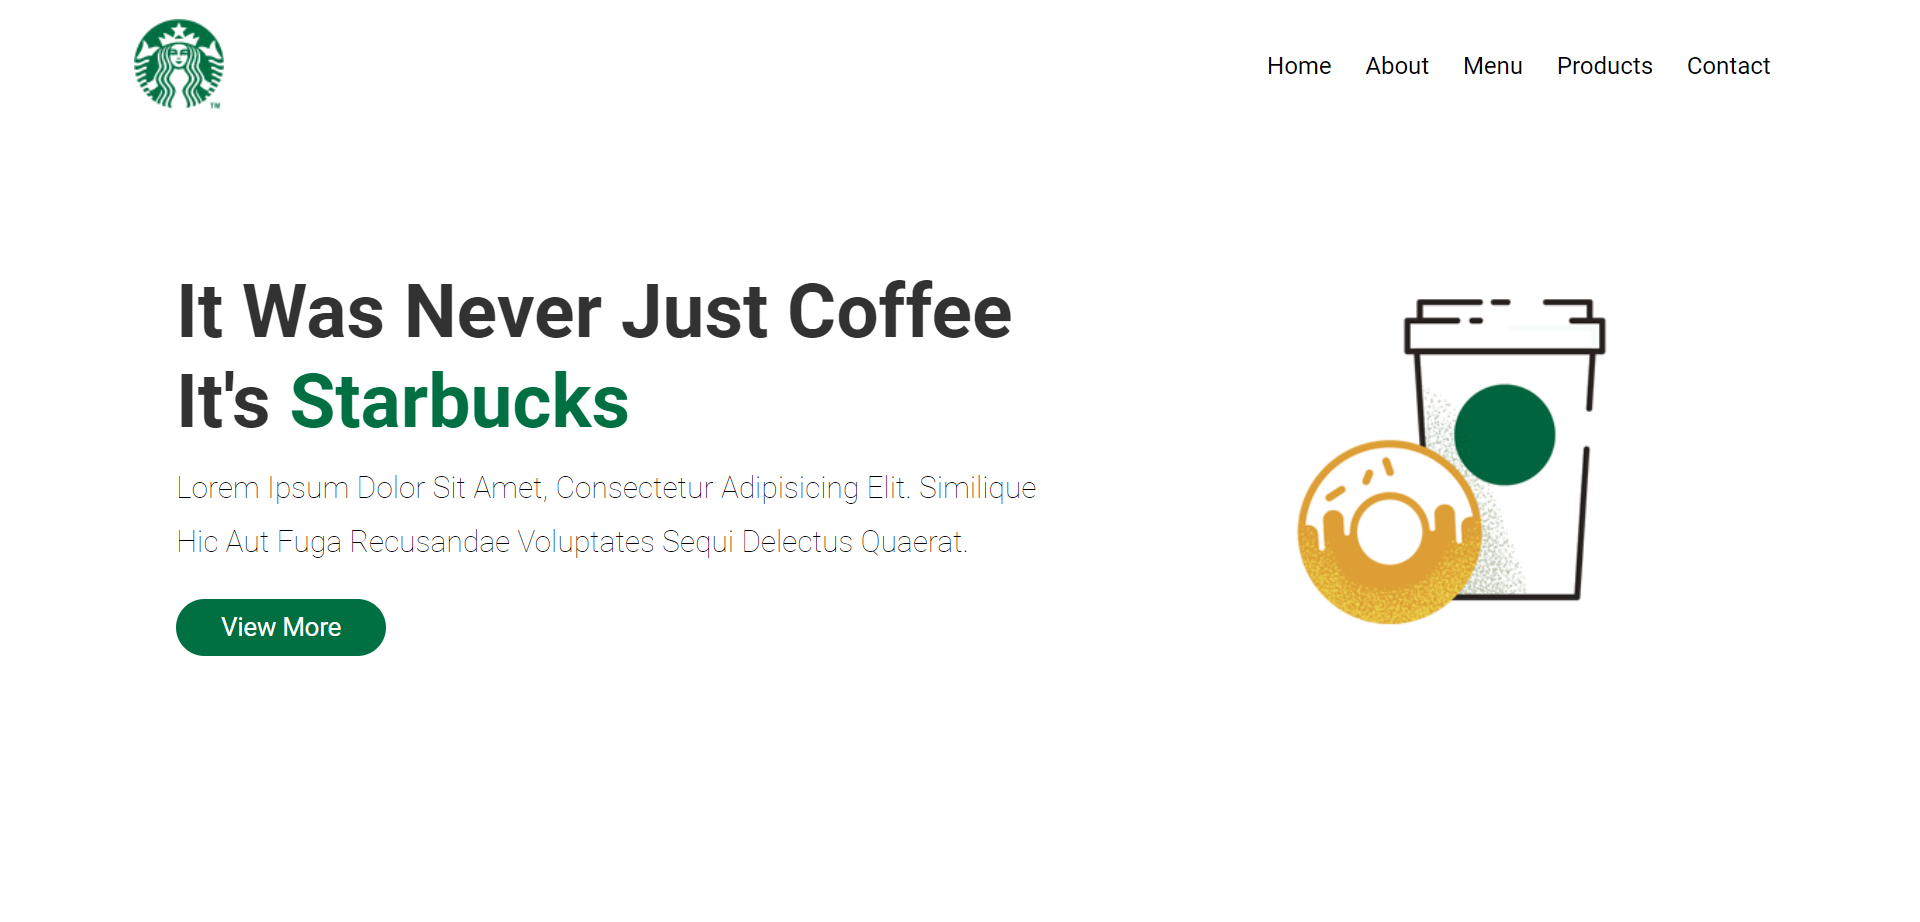 TM
Home About Menu Products Contact
It Was Never Just Coffee
It's Starbucks
Lorem Ipsum Dolor Sit Amet, Consectetur Adipisicing Elit. Similique
Hic Aut Fuga Recusandae Voluptates Sequi Delectus Quaerat.
View More